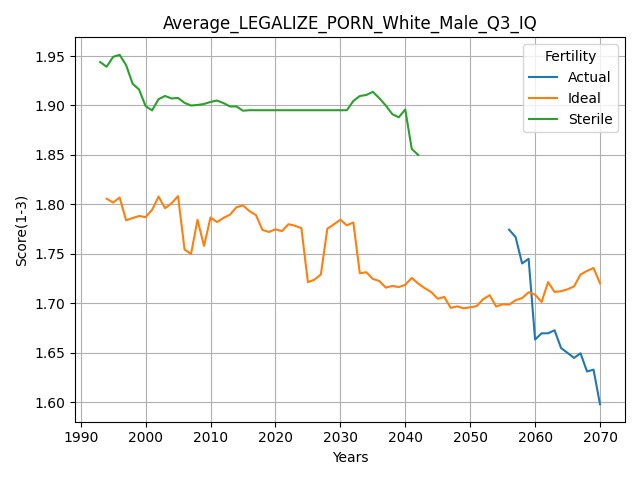 Average_LEGALIZE_PORN_White_Male_Q3_IQ
Fertility
Actual
Ideal
Sterile
Score(1-3)
1.95
1.90
1.85
1.80
1.75
1.70
1.65
1.60
1990 2000 2010 2020 2030 2040 2050 2060 2070
Years